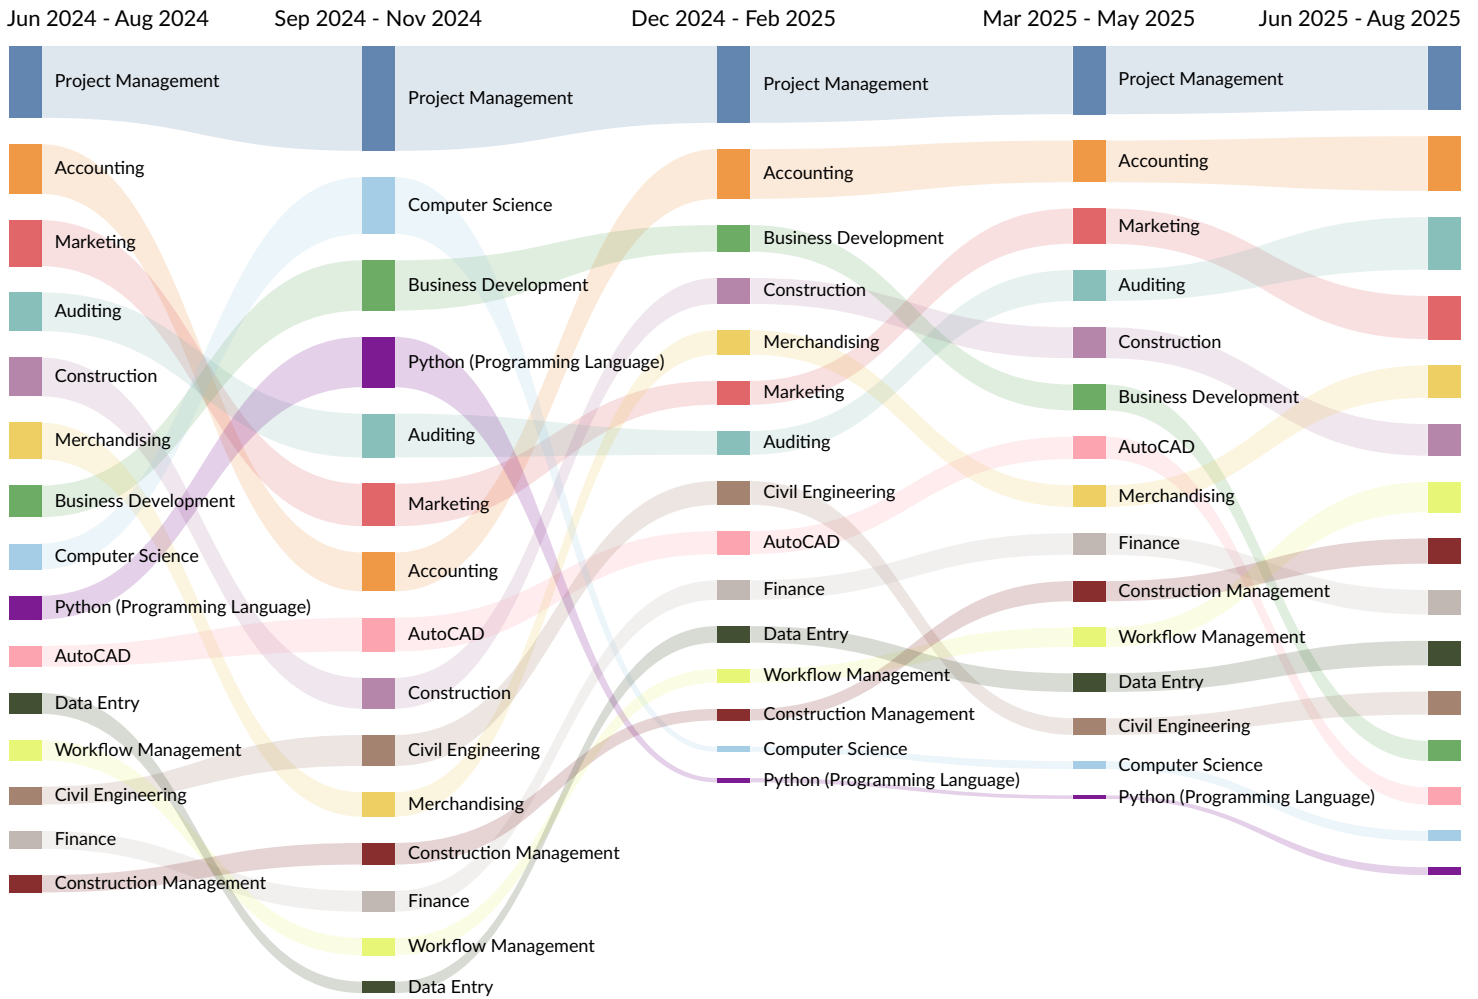 Jun 2024 - Aug 2024
Sep 2024 - Nov 2024
Dec 2024 - Feb 2025
Mar 2025 - May 2025
Jun 2025 - Aug 2025
Project Management
Accounting
Marketing
Auditing
Construction
Merchandising
Business Development
Computer Science
Python (Programming Language)
AutoCAD
Data Entry
Workflow Management
Civil Engineering
Finance
Construction Management
Project Management
Computer Science
Business Development
Python (Programming Language)
Auditing
Marketing
Accounting
AutoCAD
Construction
Civil Engineering
Merchandising
Construction Management
Finance
Workflow Management
Data Entry
Project Management
Accounting
Business Development
Construction
Merchandising
Marketing
Auditing
Civil Engineering
AutoCAD
Finance
Data Entry
Workflow Management
Construction Management
Computer Science
Python (Programming Language)
Project Management
Accounting
Marketing
Auditing
Construction
Business Development
AutoCAD
Merchandising
Finance
Construction Management
Workflow Management
Data Entry
Civil Engineering
Computer Science
Python (Programming Language)